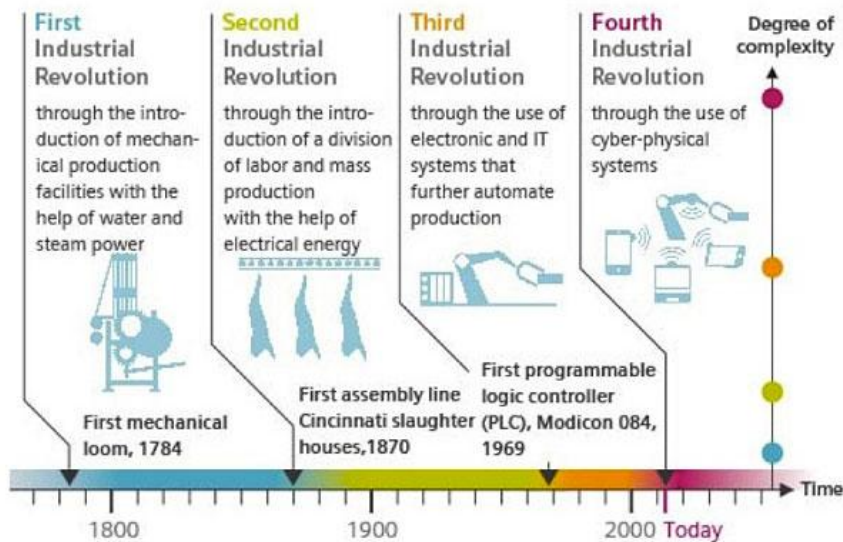 First
Industrial
Revolution
through the intro-
duction of mechan-
ical production
facilities with the
help of water and
steam power
Second
Industrial
Revolution
through the intro-
duction of a division
of labor and mass
production
with the help of
electrical energy
Third
Industrial
Revolution
through the use of
electronic and IT
systems that
further automate
production
Fourth
Industrial
Revolution
through the use of
cyber-physical
systems
Degree of
complexity
First mechanical
loom, 1784
First assembly line
Cincinnati slaughter
houses,1870
First programmable
logic controller
(PLC), Modicon 084,
1969
Time
1800
1900
2000
Today